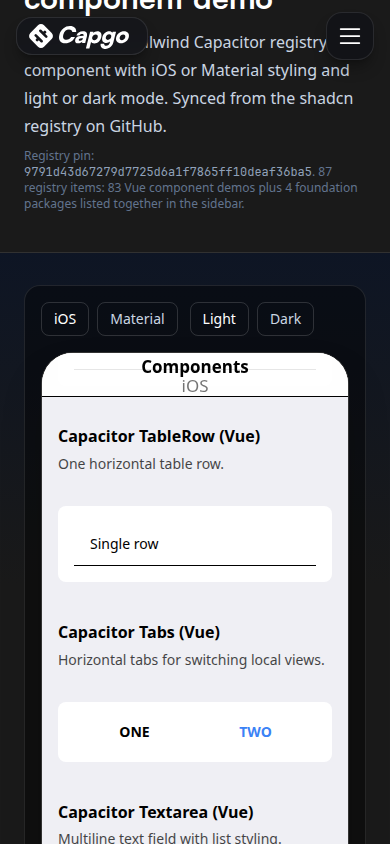 component demo
Capgo
lwind Capacitor registry
component with iOS or Material styling and
light or dark mode. Synced from the shadcn
registry on GitHub.
Registry pin:
9791d43d67279d7725d6a1f7865ff10deaf36ba5. 87
registry items: 83 Vue component demos plus 4 foundation
packages listed together in the sidebar.
iOS
Material
Light
Dark
Components
iOS
Capacitor TableRow (Vue)
One horizontal table row.
Single row
Capacitor Tabs (Vue)
Horizontal tabs for switching local views.
ONE
TWO
Capacitor Textarea (Vue)
Multiline text field with list styling.